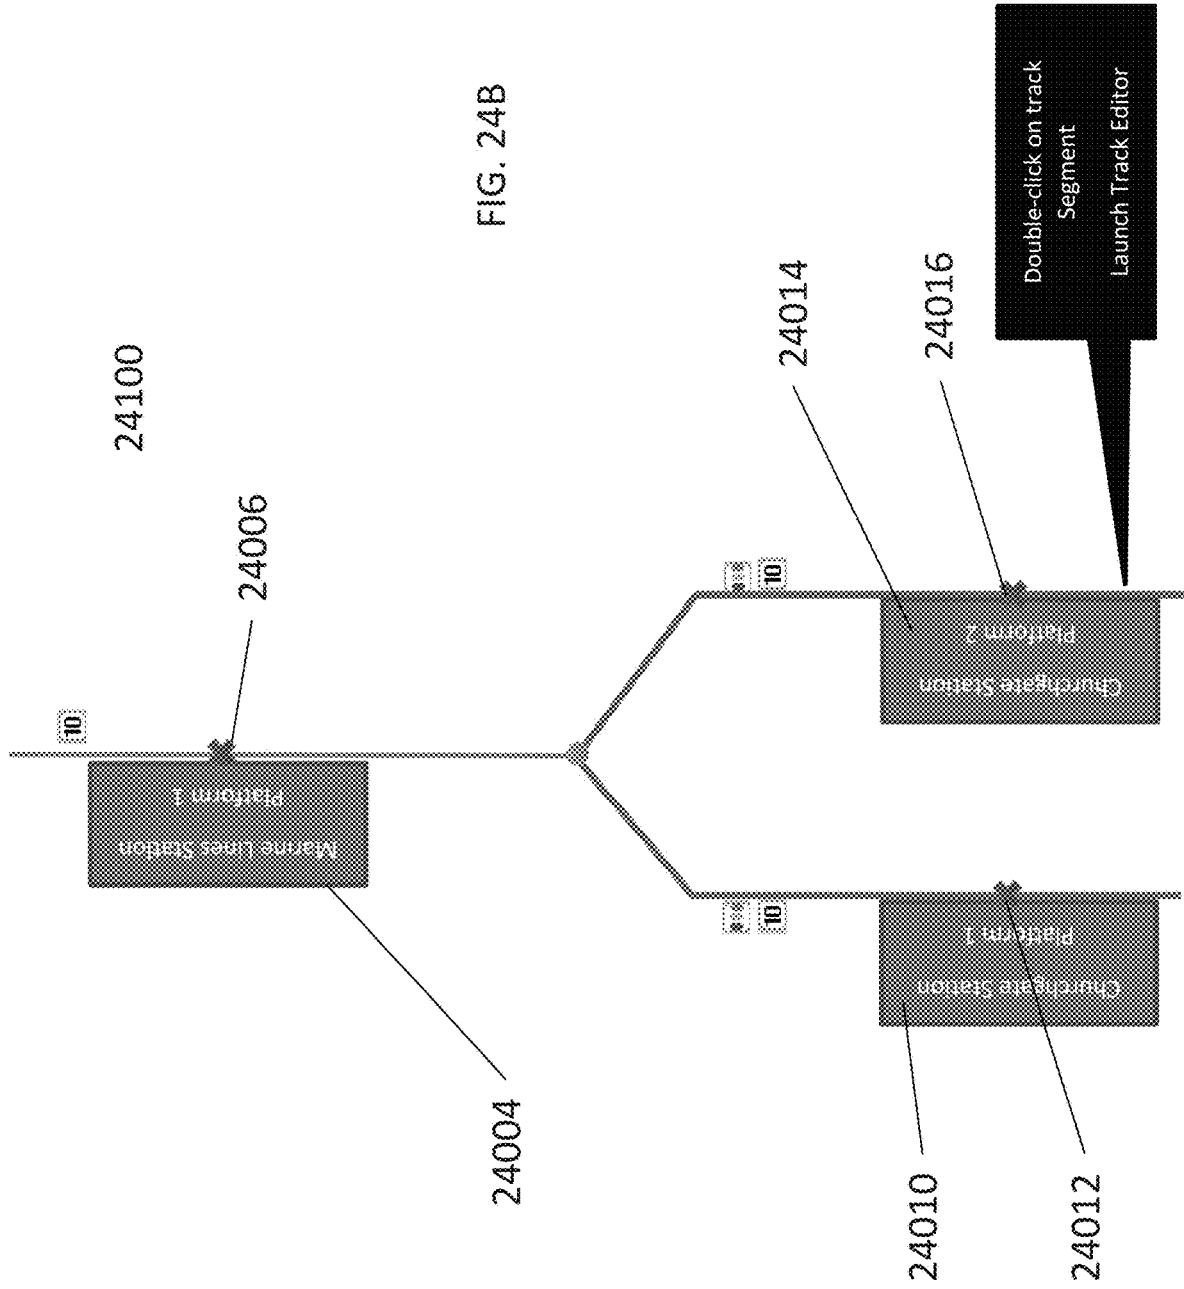 FIG. 24B
24100
24006
10
Platform 1
Marine Lines Station
24004
24014
24016
10
Platform 2
Churchgate Station
10
Platform 1
Churchgate Station
24010
24012
Double-click on track
Segment
Launch Track Editor